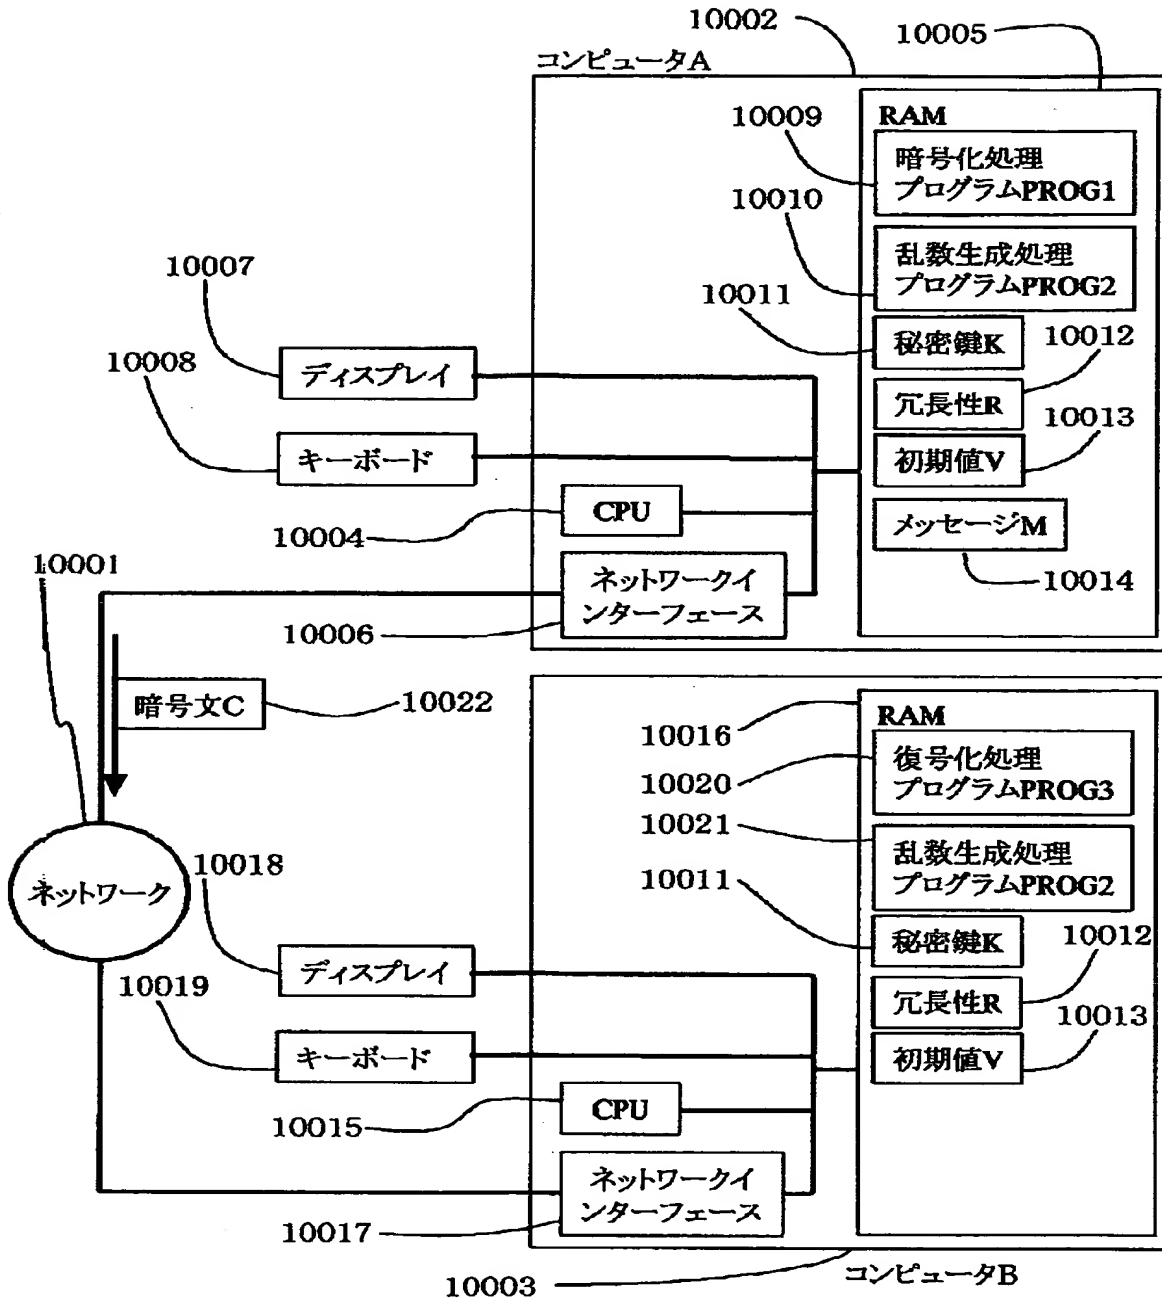 10002
10005
コンピュータA
10009
RAM
暗号化処理
プログラムPROG1
10010
乱数生成処理
プログラムPROG2
10007
10011
秘密鍵K
10012
10008
ディスプレイ
冗長性R
10013
キーボード
初期値V
CPU
10004
メッセージM
10001
ネットワークイ
ンターフェース
10014
10006
暗号文C
10022
10016
RAM
10020
復号化処理
プログラムPROG3
10021
乱数生成処理
プログラムPROG2
10018
10011
ネットワーク
秘密鍵K
10012
ディスプレイ
10019
冗長性R
10013
キーボード
初期値V
CPU
10015
ネットワークイ
ンターフェース
10017
10003
コンピュータB